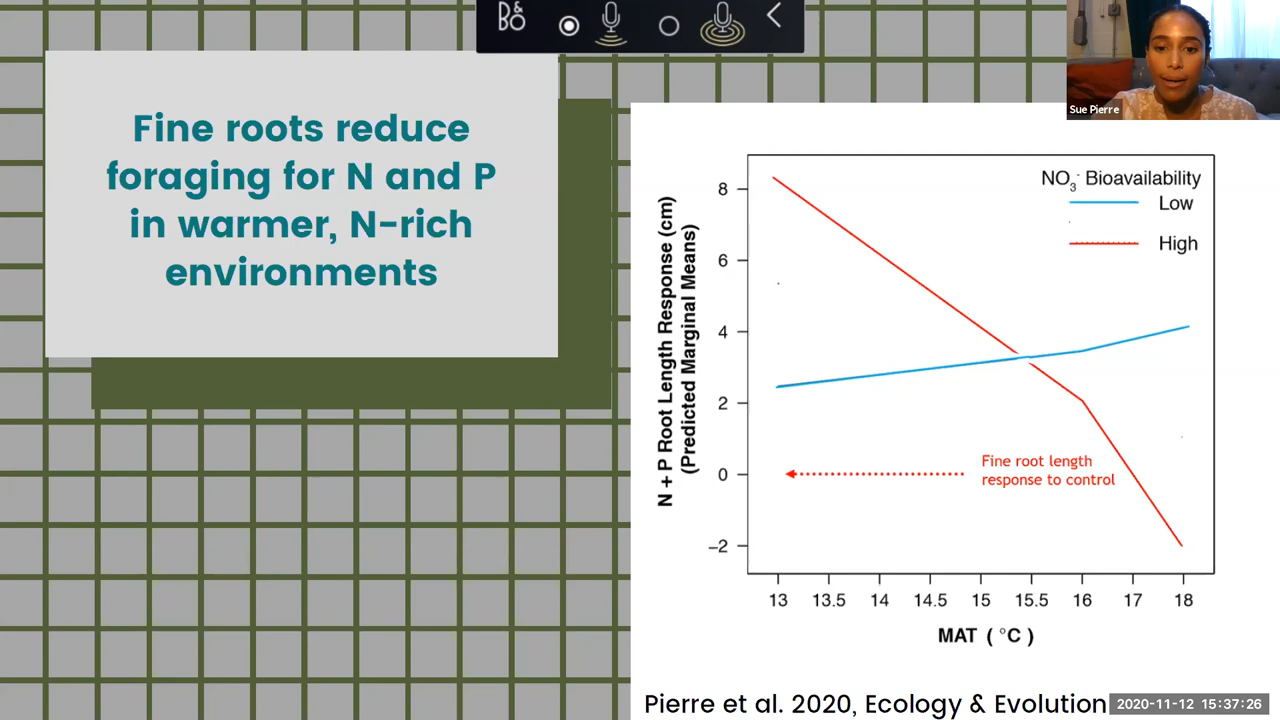 B&O
Sue Pierre
Fine roots reduce
foraging for N and P
in warmer, N-rich
environments
N + P Root Length Response (cm)
(Predicted Marginal Means)
8
6
4
2
0
−2
NO3- Bioavailability
Low
High
Fine root length
response to control
13 13.5 14 14.5 15 15.5 16 17 18
MAT ( °C )
Pierre et al. 2020, Ecology & Evolution
2020-11-12 15:37:26